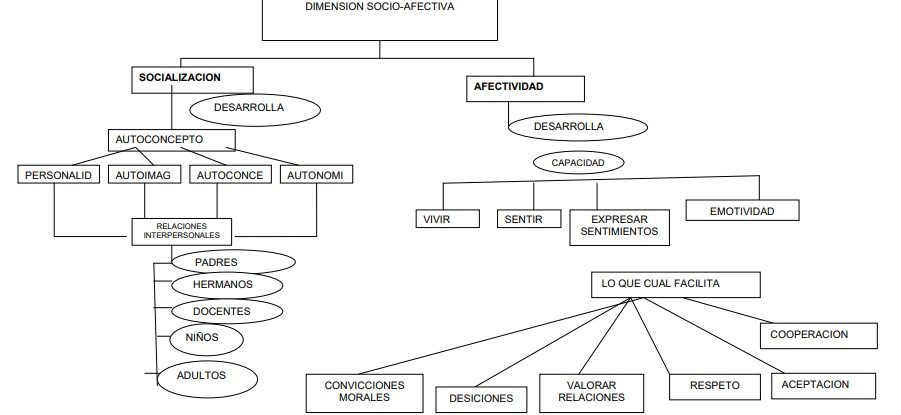 DIMENSION SOCIO-AFECTIVA
SOCIALIZACION
AFECTIVIDAD
DESARROLLA
DESARROLLA
AUTOCONCEPTO
CAPACIDAD
PERSONALID
AUTOIMAG
AUTOCONCE
AUTONOMI
VIVIR
SENTIR
EXPRESAR
SENTIMIENTOS
EMOTIVIDAD
RELACIONES
INTERPERSONALES
PADRES
HERMANOS
DOCENTES
NIÑOS
ADULTOS
LO QUE CUAL FACILITA
COOPERACION
CONVICCIONES
MORALES
DESICIONES
VALORAR
RELACIONES
RESPETO
ACEPTACION